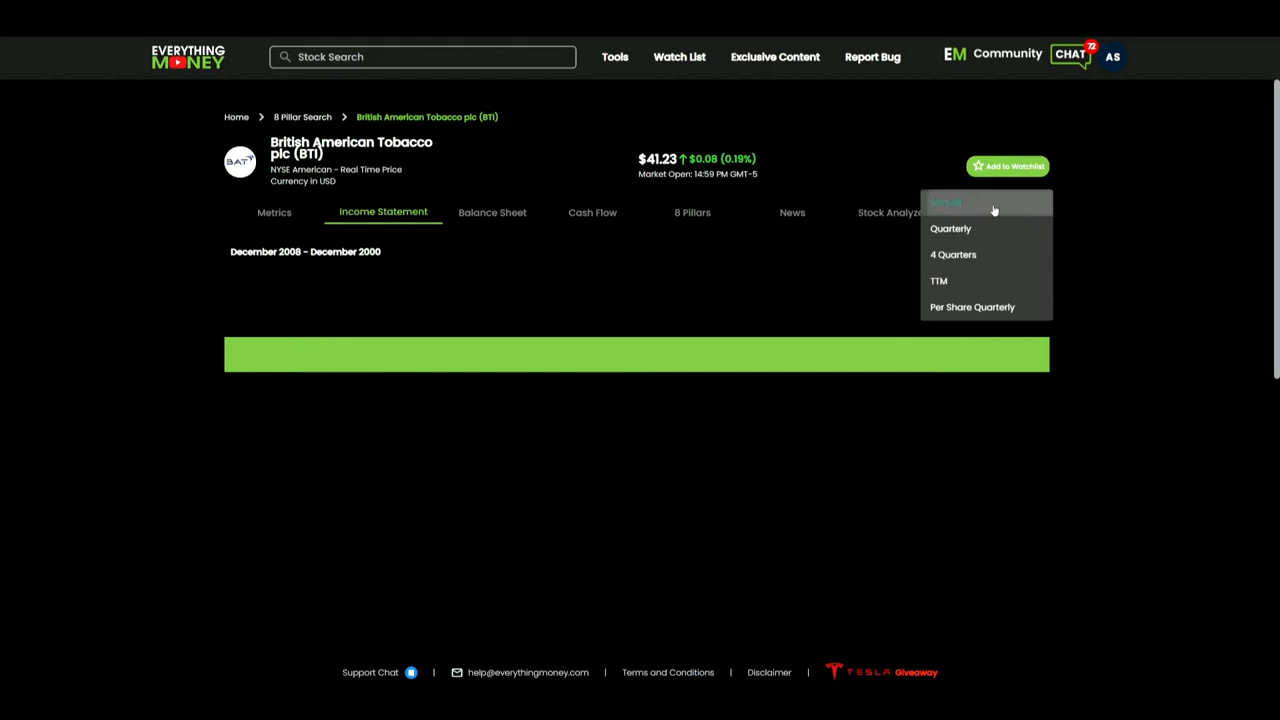 EVERYTHING
MONEY
Stock Search
Tools
Watch List
Exclusive Content
Report Bug
EM Community
CHAT
72
AS
Home > 8 Pillar Search > British American Tobacco plc (BTI)
BAT
British American Tobacco
plc (BTI)
NYSE American - Real Time Price
Currency in USD
$41.23 ↑ $0.08 (0.19%)
Market Open: 14:59 PM GMT-5
Add to Watchlist
Metrics
Income Statement
Balance Sheet
Cash Flow
8 Pillars
News
Stock Analyze
Quarterly
4 Quarters
TTM
Per Share Quarterly
December 2008 - December 2000
Support Chat | help@everythingmoney.com | Terms and Conditions | Disclaimer | TESLA Giveaway